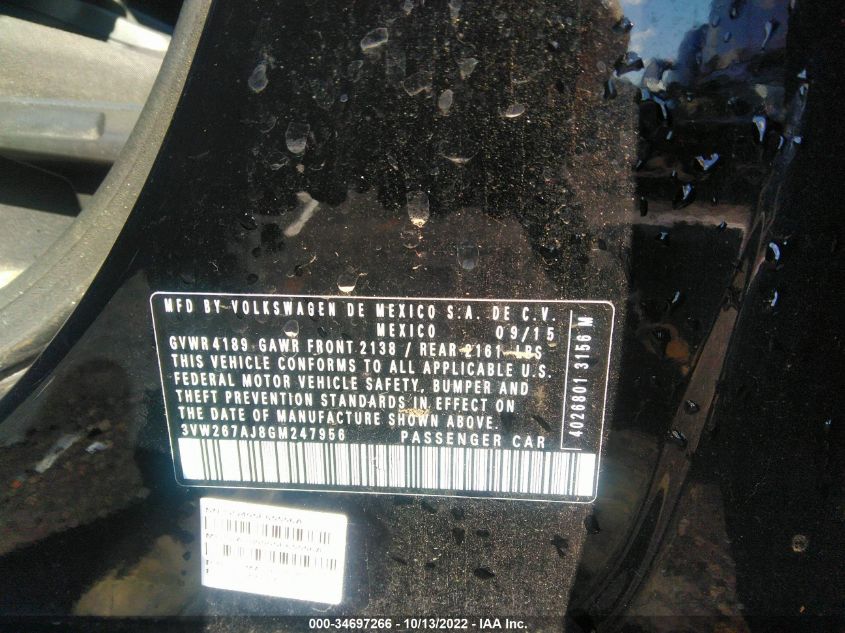 MFD BY VOLKSWAGEN DE MEXICO S.A. DE C.V.
MEXICO 09/15
GVWR 4189 GAWR FRONT 2138 / REAR 2161 LBS
THIS VEHICLE CONFORMS TO ALL APPLICABLE U.S.
FEDERAL MOTOR VEHICLE SAFETY, BUMPER AND
THEFT PREVENTION STANDARDS IN EFFECT ON
THE DATE OF MANUFACTURE SHOWN ABOVE.
3VW267AJ8GM247956 PASSENGER CAR
4026801 3156 M
000-34697266 - 10/13/2022 - IAA Inc.